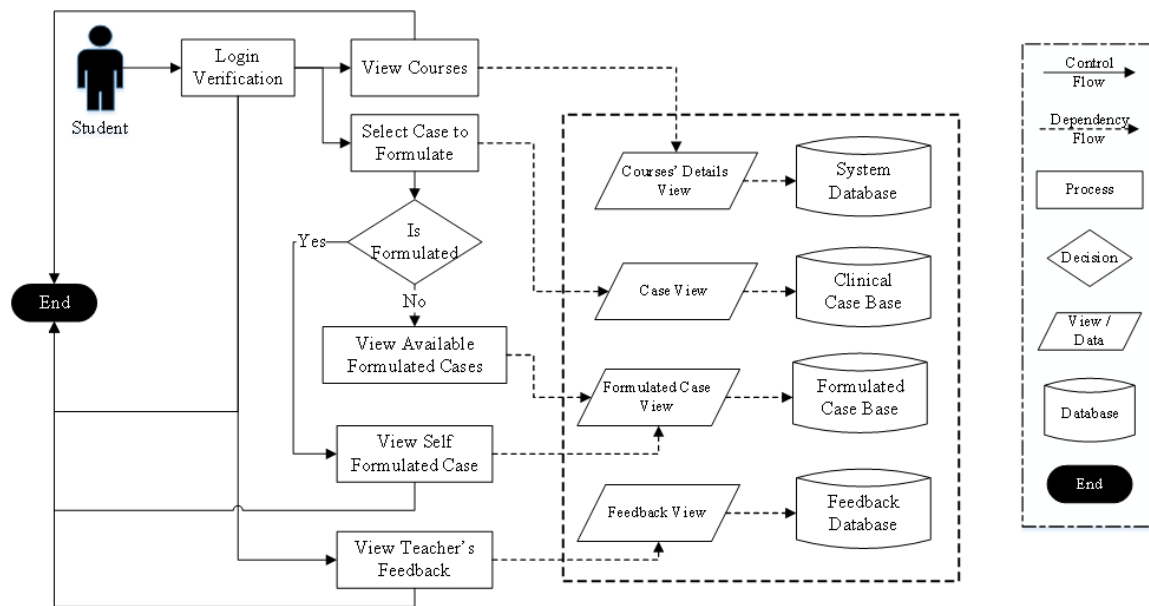 Login
Verification
View Courses
Student
Select Case to
Formulate
Is
Formulated
Yes
No
End
View Available
Formulated Cases
View Self
Formulated Case
View Teacher's
Feedback
Courses' Details
View
System
Database
Case View
Clinical
Case Base
Formulated Case
View
Formulated
Case Base
Feedback View
Feedback
Database
Control
Flow
Dependency
Flow
Process
Decision
View /
Data
Database
End